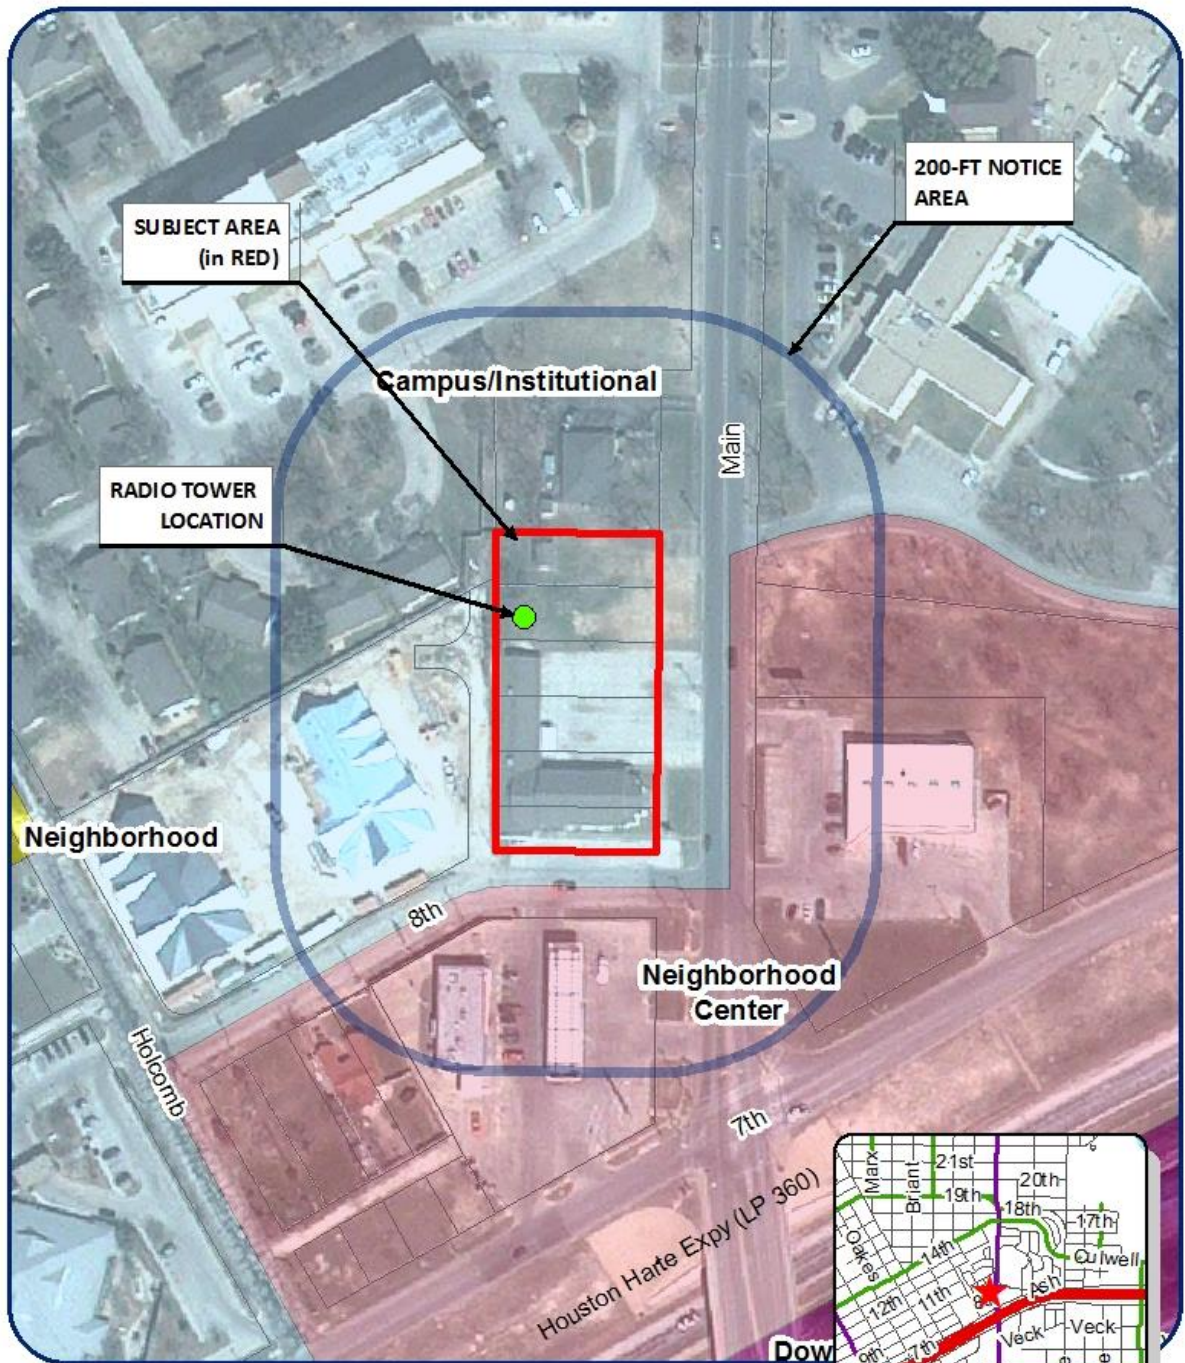 200-FT NOTICE
AREA
SUBJECT AREA
(in RED)
Campus/Institutional
Main
RADIO TOWER
LOCATION
Neighborhood
8th
Neighborhood
Center
Holcomb
7th
Houston Harte Expy (LP 360)
Marx
Briant
21st
20th
19th
18th
17th
Oakes
14th
Culwell
12th
11th
Ash
Veck
Veck
9th
7th